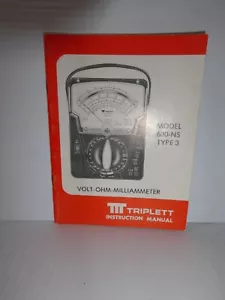 MODEL
630-NS
TYPE 3
VOLT-OHM-MILLIAMMETER
TRIPLETT
INSTRUCTION MANUAL